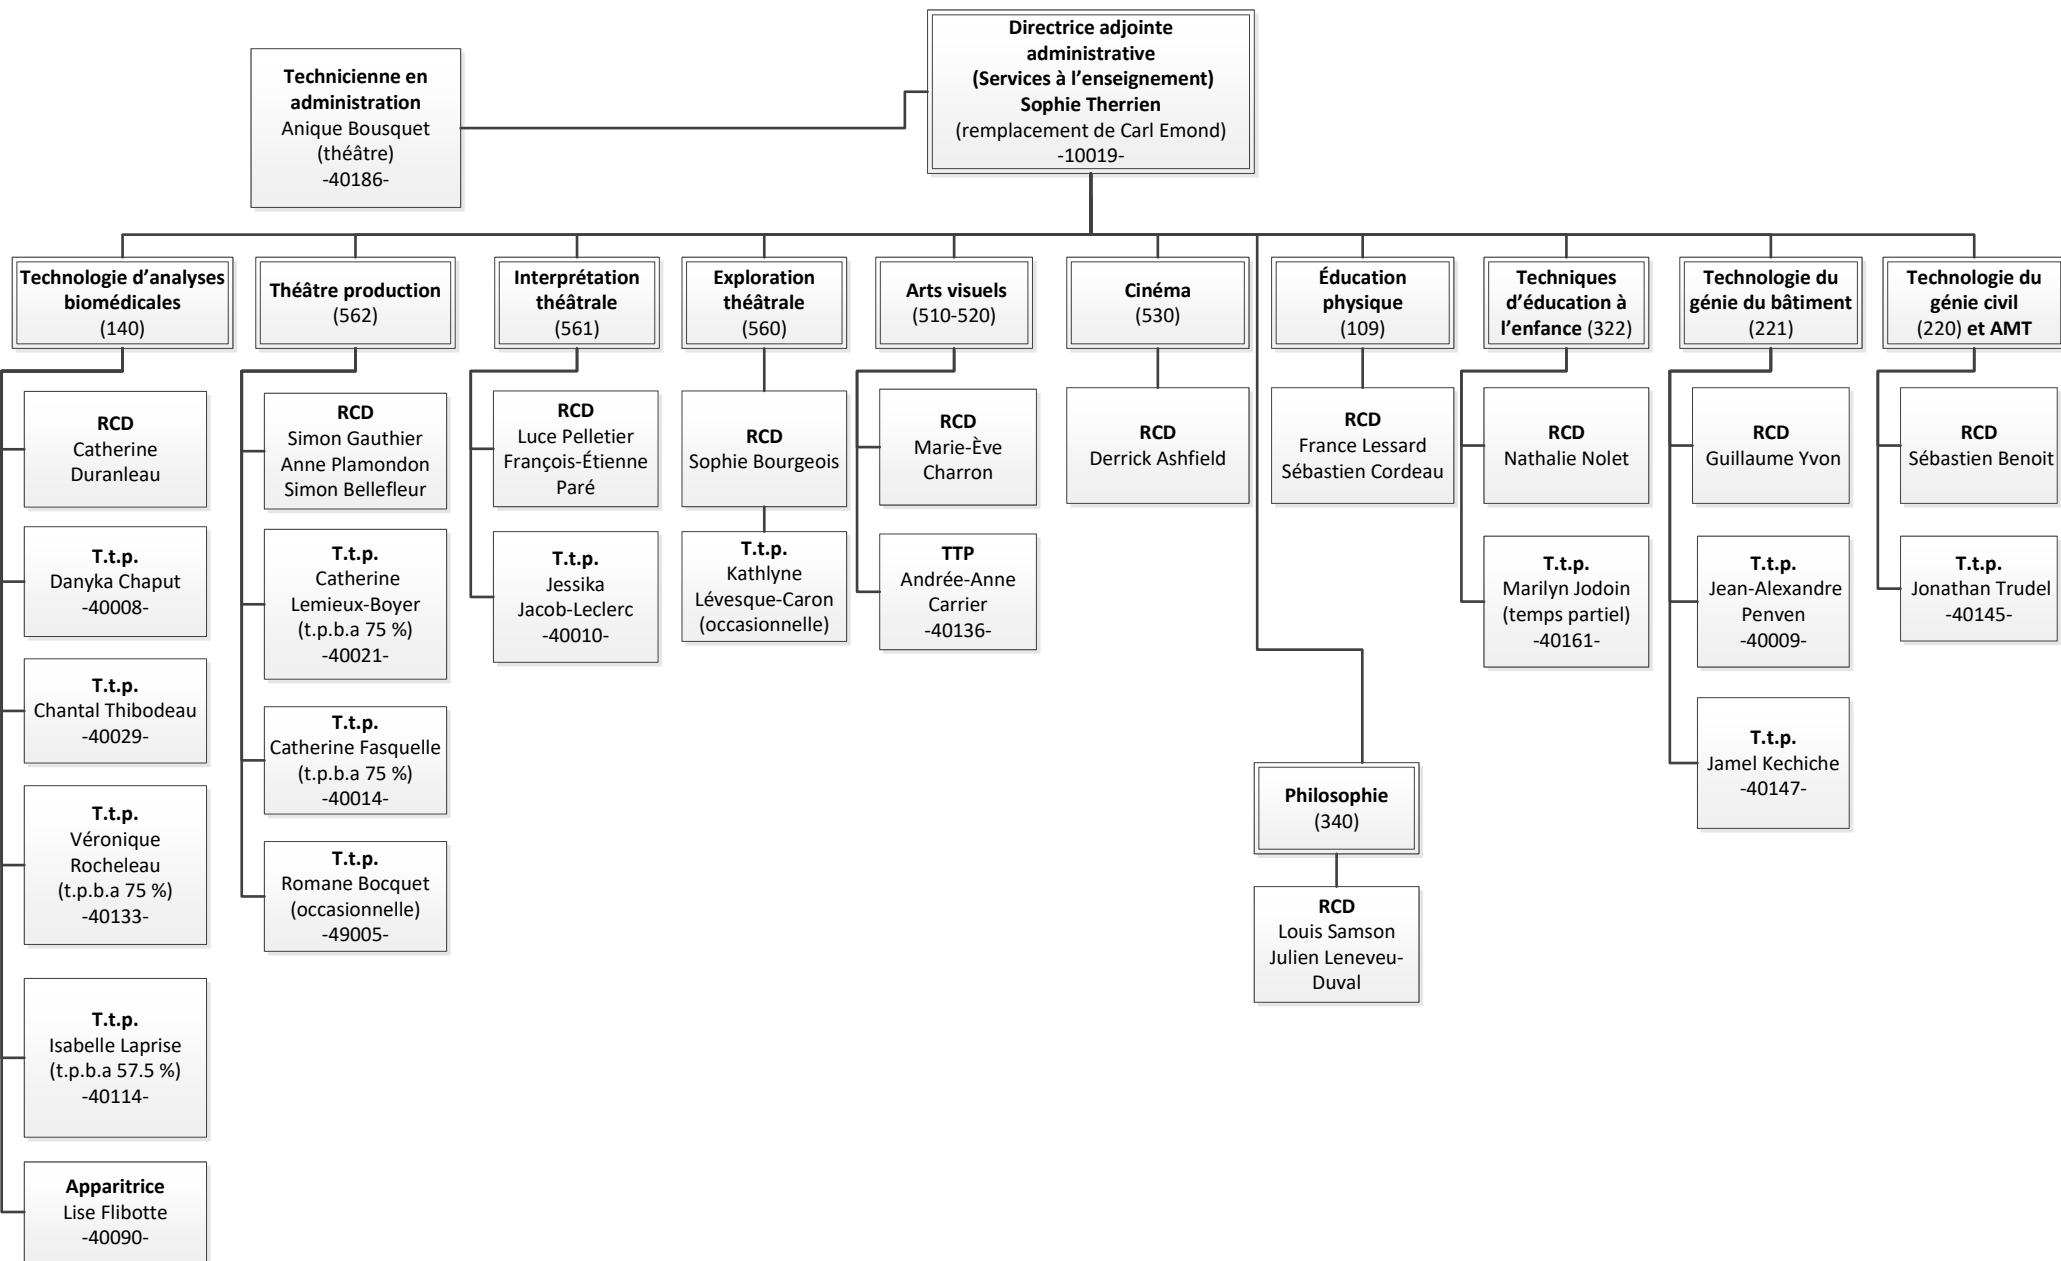 Directrice adjointe
administrative
(Services à l'enseignement)
Sophie Therrien
(remplacement de Carl Emond)
-10019-
Technicienne en
administration
Anique Bousquet
(théâtre)
-40186-
Technologie d'analyses
biomédicales
(140)
Théâtre production
(562)
Interprétation
théâtrale
(561)
Exploration
théâtrale
(560)
Arts visuels
(510-520)
Cinéma
(530)
Éducation
physique
(109)
Techniques
d'éducation à
l'enfance (322)
Technologie du
génie du bâtiment
(221)
Technologie du
génie civil
(220) et AMT
RCD
Catherine
Duranleau
T.t.p.
Danyka Chaput
-40008-
T.t.p.
Chantal Thibodeau
-40029-
T.t.p.
Véronique
Rocheleau
(t.p.b.a 75 %)
-40133-
T.t.p.
Isabelle Laprise
(t.p.b.a 57.5 %)
-40114-
Apparitrice
Lise Flibotte
-40090-
RCD
Simon Gauthier
Anne Plamondon
Simon Bellefleur
T.t.p.
Catherine
Lemieux-Boyer
(t.p.b.a 75 %)
-40021-
T.t.p.
Catherine Fasquelle
(t.p.b.a 75 %)
-40014-
T.t.p.
Romane Bocquet
(occasionnelle)
-49005-
RCD
Luce Pelletier
François-Étienne
Paré
T.t.p.
Jessika
Jacob-Leclerc
-40010-
RCD
Sophie Bourgeois
T.t.p.
Kathlyne
Lévesque-Caron
(occasionnelle)
RCD
Marie-Ève
Charron
TTP
Andrée-Anne
Carrier
-40136-
RCD
Derrick Ashfield
RCD
France Lessard
Sébastien Cordeau
Philosophie
(340)
RCD
Louis Samson
Julien Leneveu-
Duval
RCD
Nathalie Nolet
T.t.p.
Marilyn Jodoin
(temps partiel)
-40161-
RCD
Guillaume Yvon
T.t.p.
Jean-Alexandre
Penven
-40009-
T.t.p.
Jamel Kechiche
-40147-
RCD
Sébastien Benoit
T.t.p.
Jonathan Trudel
-40145-